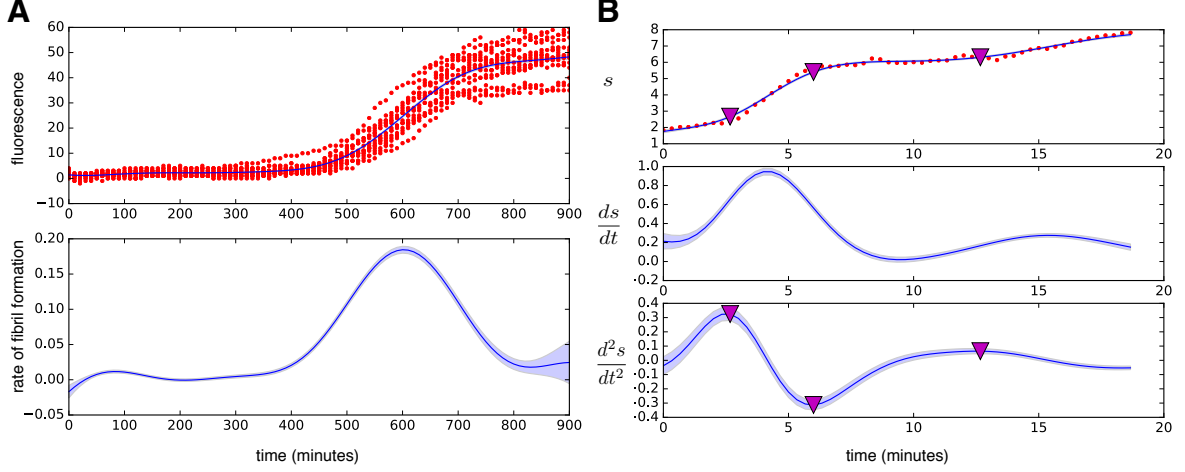 A
fluorescence
60
50
40
30
20
10
0
−10
0 100 200 300 400 500 600 700 800 900
rate of fibril formation
0.20
0.15
0.10
0.05
0.00
−0.05
0 100 200 300 400 500 600 700 800 900
time (minutes)
B
s
8
7
6
5
4
3
2
1
0 5 10 15 20
ds
dt
1.0
0.8
0.6
0.4
0.2
0.0
0.2
0 5 10 15 20
d²s
dt²
0.4
0.3
0.2
0.1
0.0
0.1
0.2
0.3
0.4
0 5 10 15 20
time (minutes)